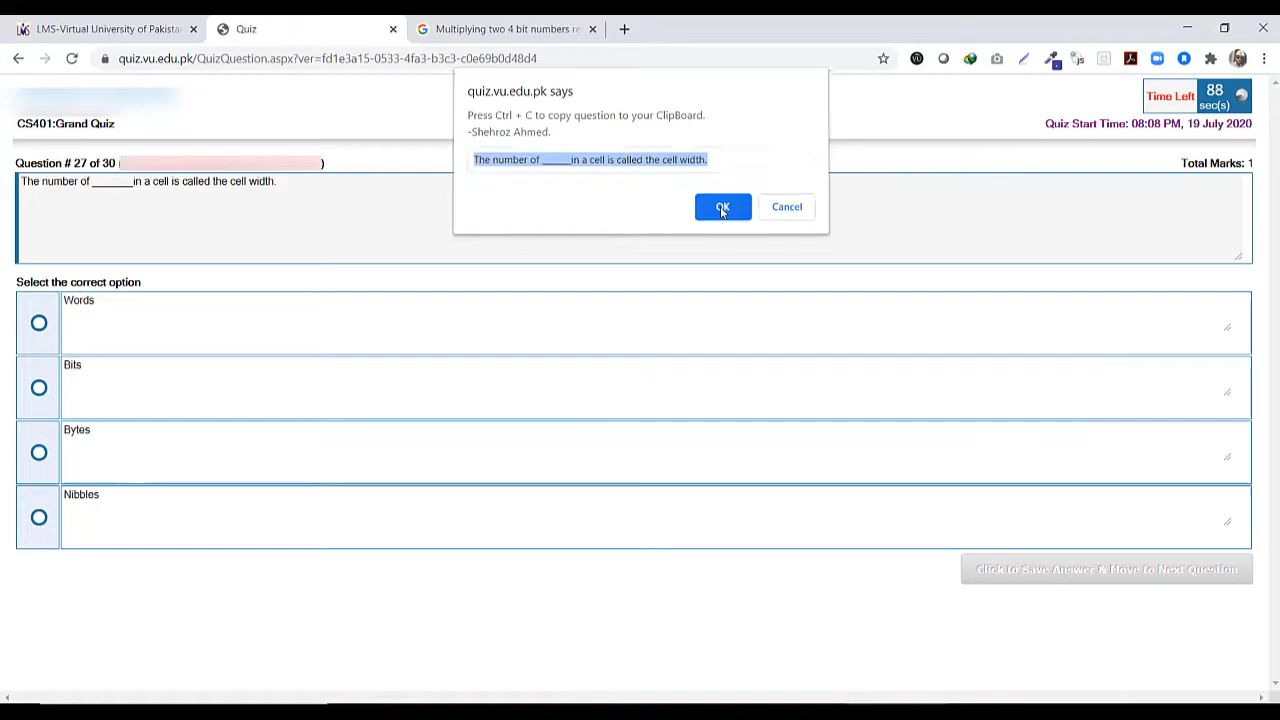 LMS-Virtual University of Pakista
Quiz
Multiplying two 4 bit numbers re
quiz.vu.edu.pk/QuizQuestion.aspx?ver=fd1e3a15-0533-4fa3-b3c3-c0e69b0d48d4
quiz.vu.edu.pk says
Press Ctrl + C to copy question to your ClipBoard.
-Shehroz Ahmed.
The number of ______in a cell is called the cell width.
OK
Cancel
Time Left
88
sec(s)
CS401:Grand Quiz
Quiz Start Time: 08:08 PM, 19 July 2020
Question # 27 of 30 ( )
Total Marks: 1
The number of _______in a cell is called the cell width.
Select the correct option
Words
Bits
Bytes
Nibbles
Click to Save Answer & Move to Next Question